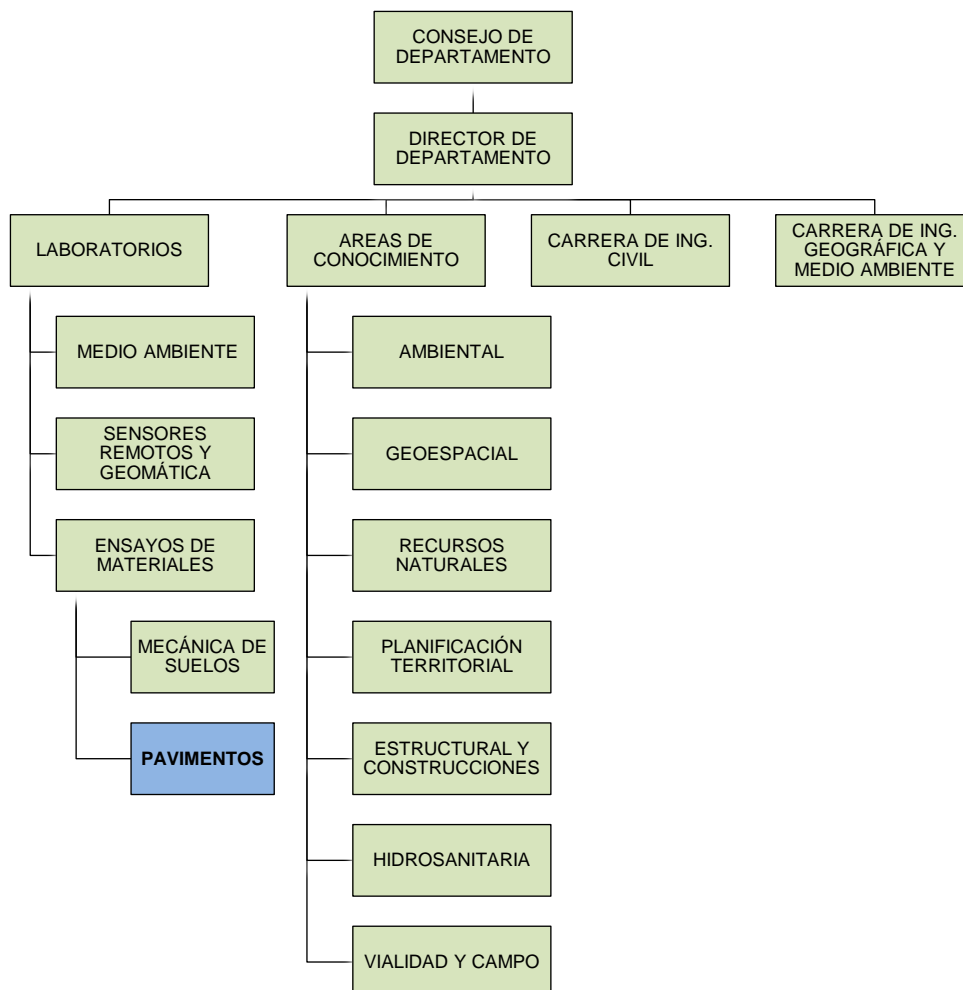 CONSEJO DE
DEPARTAMENTO
DIRECTOR DE
DEPARTAMENTO
LABORATORIOS
AREAS DE
CONOCIMIENTO
CARRERA DE ING.
CIVIL
CARRERA DE ING.
GEOGRÁFICA Y
MEDIO AMBIENTE
MEDIO AMBIENTE
SENSORES
REMOTOS Y
GEOMÁTICA
ENSAYOS DE
MATERIALES
MECÁNICA DE
SUELOS
PAVIMENTOS
AMBIENTAL
GEOESPACIAL
RECURSOS
NATURALES
PLANIFICACIÓN
TERRITORIAL
ESTRUCTURAL Y
CONSTRUCCIONES
HIDROSANITARIA
VIALIDAD Y CAMPO